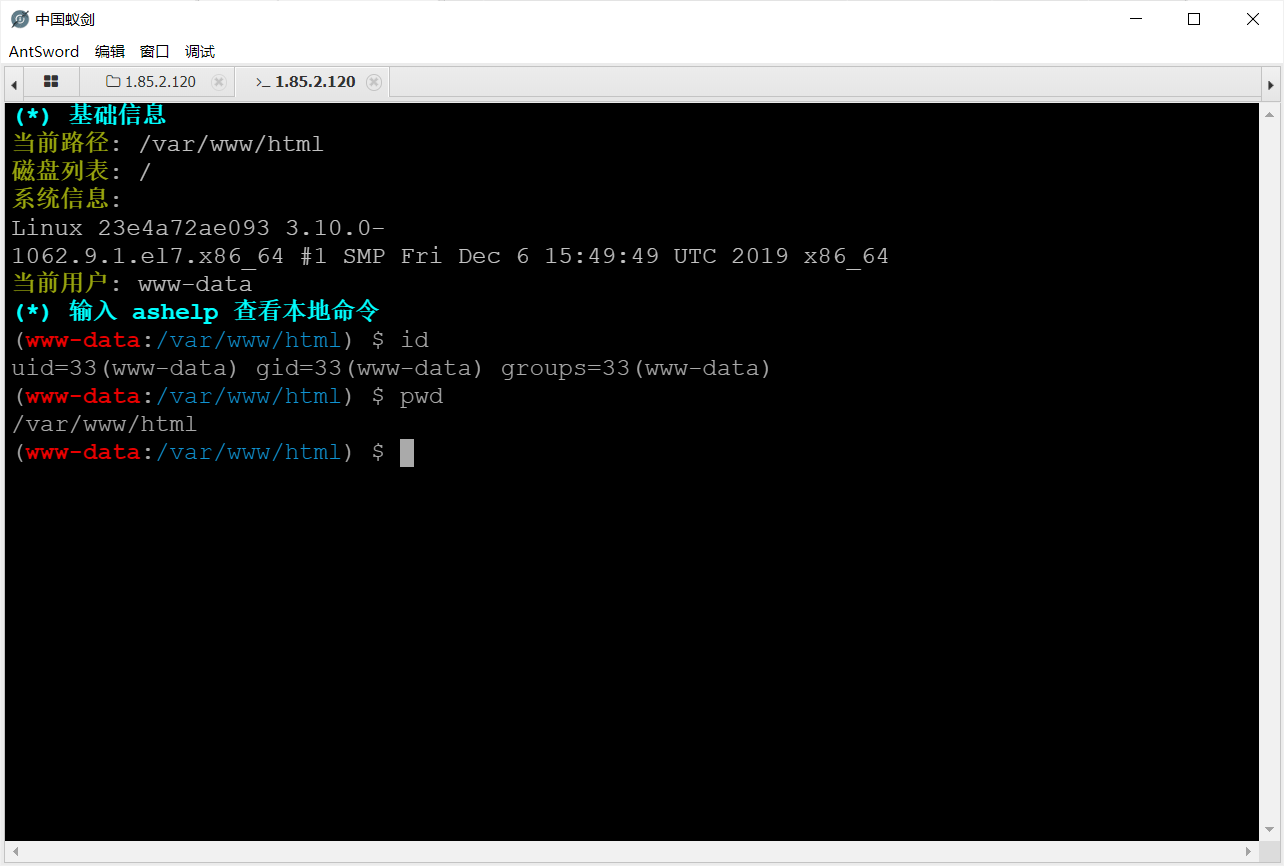 中国蚁剑
AntSword 编辑 窗口 调试
1.85.2.120 >_ 1.85.2.120
(*) 基础信息
当前路径: /var/www/html
磁盘列表: /
系统信息:
Linux 23e4a72ae093 3.10.0-
1062.9.1.el7.x86_64 #1 SMP Fri Dec 6 15:49:49 UTC 2019 x86_64
当前用户: www-data
(*) 输入 ashelp 查看本地命令
(www-data:/var/www/html) $ id
uid=33(www-data) gid=33(www-data) groups=33(www-data)
(www-data:/var/www/html) $ pwd
/var/www/html
(www-data:/var/www/html) $